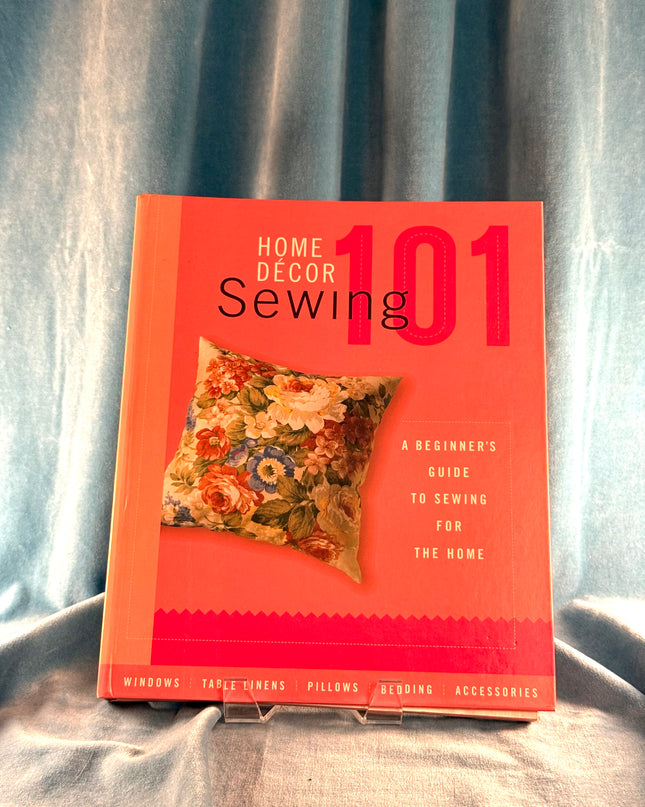 HOME
DÉCOR
Sewing
101
A BEGINNER'S
GUIDE
TO SEWING
FOR
THE HOME
WINDOWS TABLE LINENS PILLOWS BEDDING ACCESSORIES